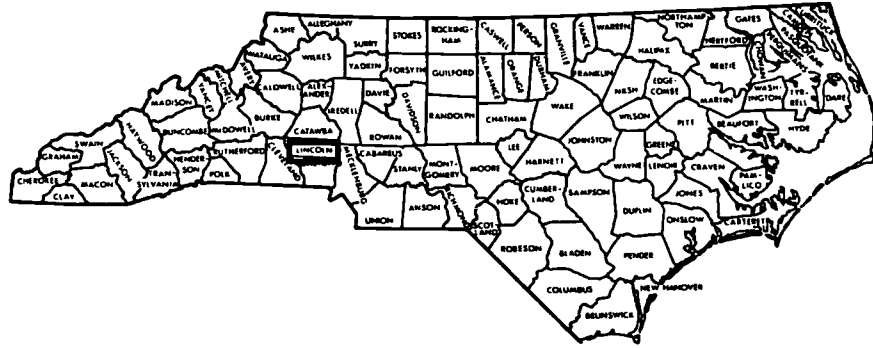 ASHE
ALLEGHANY
SURRY
STOKES
ROCKING-
HAM
CASWELL
PERSON
GRANVILLE
VANCE
WARREN
NORTHAMP
TON
HERTFORD
GATES
CURRITUCK
WATAUGA
WILKES
YADKIN
FORSYTH
GUILFORD
ALAMANCE
ORANGE
DURHAM
FRANKLIN
HALIFAX
BERTIE
MITCHELL
AVERY
CALDWELL
ALEX-
ANDER
IREDELL
DAVIE
DAVIDSON
RANDOLPH
CHATHAM
WAKE
NASH
EDGE-
COMBE
MARTIN
WASH-
INGTON
TYR-
RELL
DARE
MADISON
YANCEY
BURKE
CATAWBA
ROWAN
WILSON
PITT
BEAUFORT
HYDE
SWAIN
HAYWOOD
BUNCOMBE
McDOWELL
LINCOLN
CABARRUS
STANLY
MONT-
GOMERY
MOORE
LEE
HARNETT
JOHNSTON
WAYNE
GREENE
LENOIR
CRAVEN
PAM-
LICO
GRAHAM
CHEROKEE
CLAY
MACON
JACKSON
TRAN-
SYLVANIA
HENDER-
SON
POLK
RUTHERFORD
CLEVELAND
MECKLENBURG
UNION
ANSON
RICHMOND
SCOT-
LAND
HOKE
CUMBER-
LAND
SAMPSON
DUPLIN
JONES
ONSLOW
CARTERET
ROBESON
BLADEN
PENDER
COLUMBUS
NEW HANOVER
BRUNSWICK